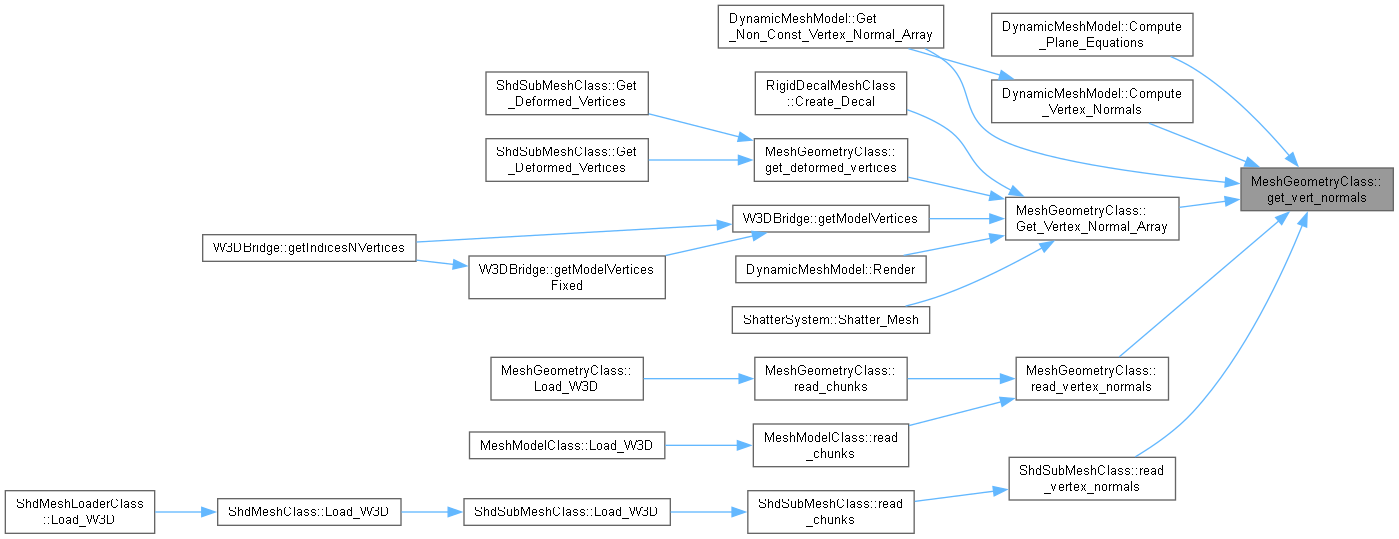 DynamicMeshModel::Get
_Non_Const_Vertex_Normal_Array
DynamicMeshModel::Compute
_Plane_Equations
ShdSubMeshClass::Get
_Deformed_Vertices
RigidDecalMeshClass
::Create_Decal
DynamicMeshModel::Compute
_Vertex_Normals
ShdSubMeshClass::Get
_Deformed_Vertices
MeshGeometryClass::
get_deformed_vertices
MeshGeometryClass::
get_vert_normals
W3DBridge::getModelVertices
MeshGeometryClass::
Get_Vertex_Normal_Array
W3DBridge::getIndicesNVertices
W3DBridge::getModelVertices
Fixed
DynamicMeshModel::Render
ShatterSystem::Shatter_Mesh
MeshGeometryClass::
Load_W3D
MeshGeometryClass::
read_chunks
MeshGeometryClass::
read_vertex_normals
MeshModelClass::Load_W3D
MeshModelClass::read
_chunks
ShdSubMeshClass::read
_vertex_normals
ShdMeshLoaderClass
::Load_W3D
ShdMeshClass::Load_W3D
ShdSubMeshClass::Load_W3D
ShdSubMeshClass::read
_chunks